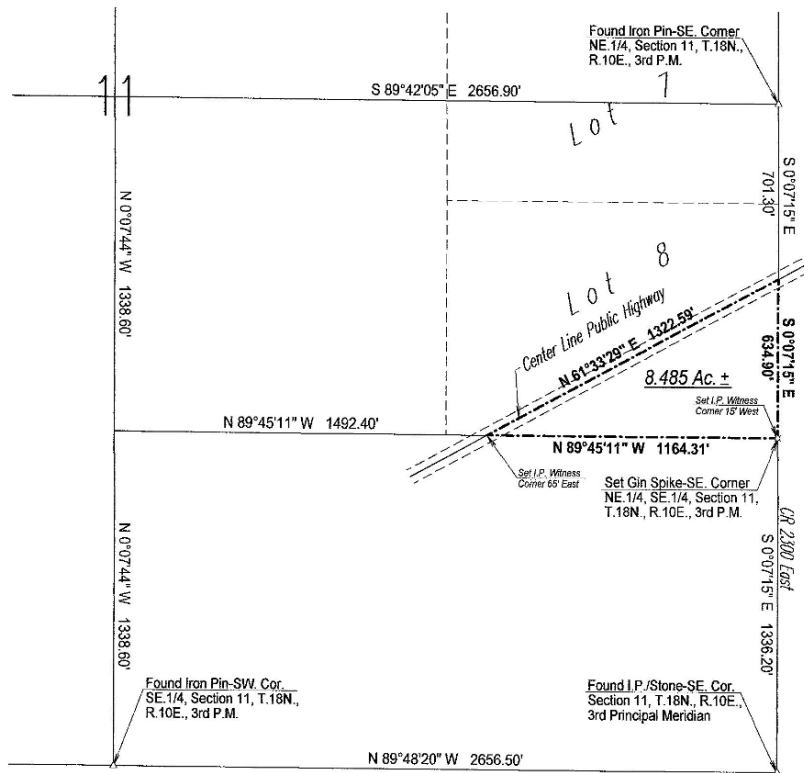 Found Iron Pin-SE. Corner
NE.1/4, Section 11, T.18N.,
R.10E., 3rd P.M.
11
S 89°42'05" E 2656.90'
Lot 7
S 0°07'15" E
701.30'
N 0°07'44" W 1338.60'
Lot 8
Center Line Public Highway
N 61°33'29" E 1322.59'
S 0°07'15" E
634.90'
8.485 Ac. ±
Set I.P. Witness
Corner 15' West
N 89°45'11" W 1492.40'
N 89°45'11" W 1164.31'
Set I.P. Witness
Corner 65' East
Set Gin Spike-SE. Corner
NE.1/4, SE.1/4, Section 11,
T.18N., R.10E., 3rd P.M.
CR 2300 East
S 0°07'15" E 1336.20'
N 0°07'44" W 1338.60'
Found Iron Pin-SW. Cor.
SE.1/4, Section 11, T.18N.,
R.10E., 3rd P.M.
Found I.P./Stone-SE. Cor.
Section 11, T.18N., R.10E.,
3rd Principal Meridian
N 89°48'20" W 2656.50'